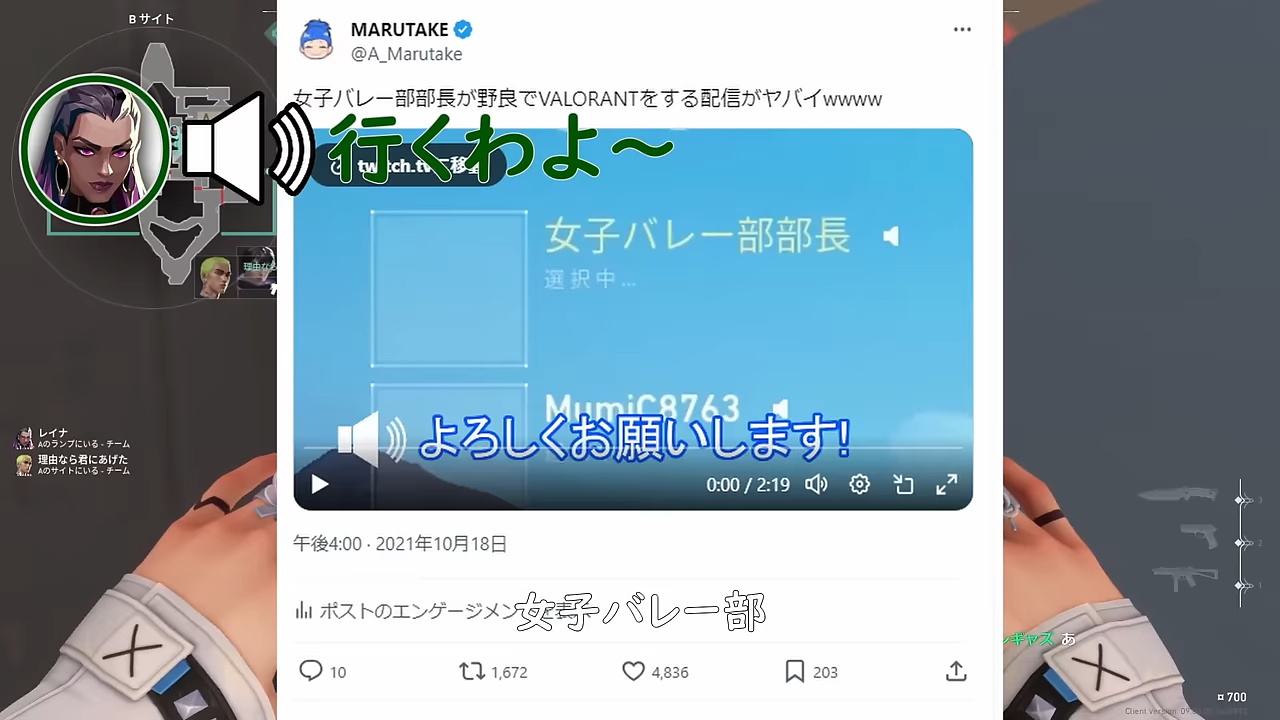 Bサイト
MARUTAKE
@A_Marutake
女子バレー部部長が野良でVALORANTをする配信がヤバイwwww
行くわよ～
女子バレー部部長
選択中...
MumiC8763
よろしくお願いします!
0:00 / 2:19
レイナ
Aのランプにいる - チーム
理由なら君にあげた
Aのサイトにいる - チーム
午後4:00 · 2021年10月18日
ポストのエンゲージメン
女子バレー部
10
1,672
4,836
203
ギャズ あ
3
2
1
¤ 700